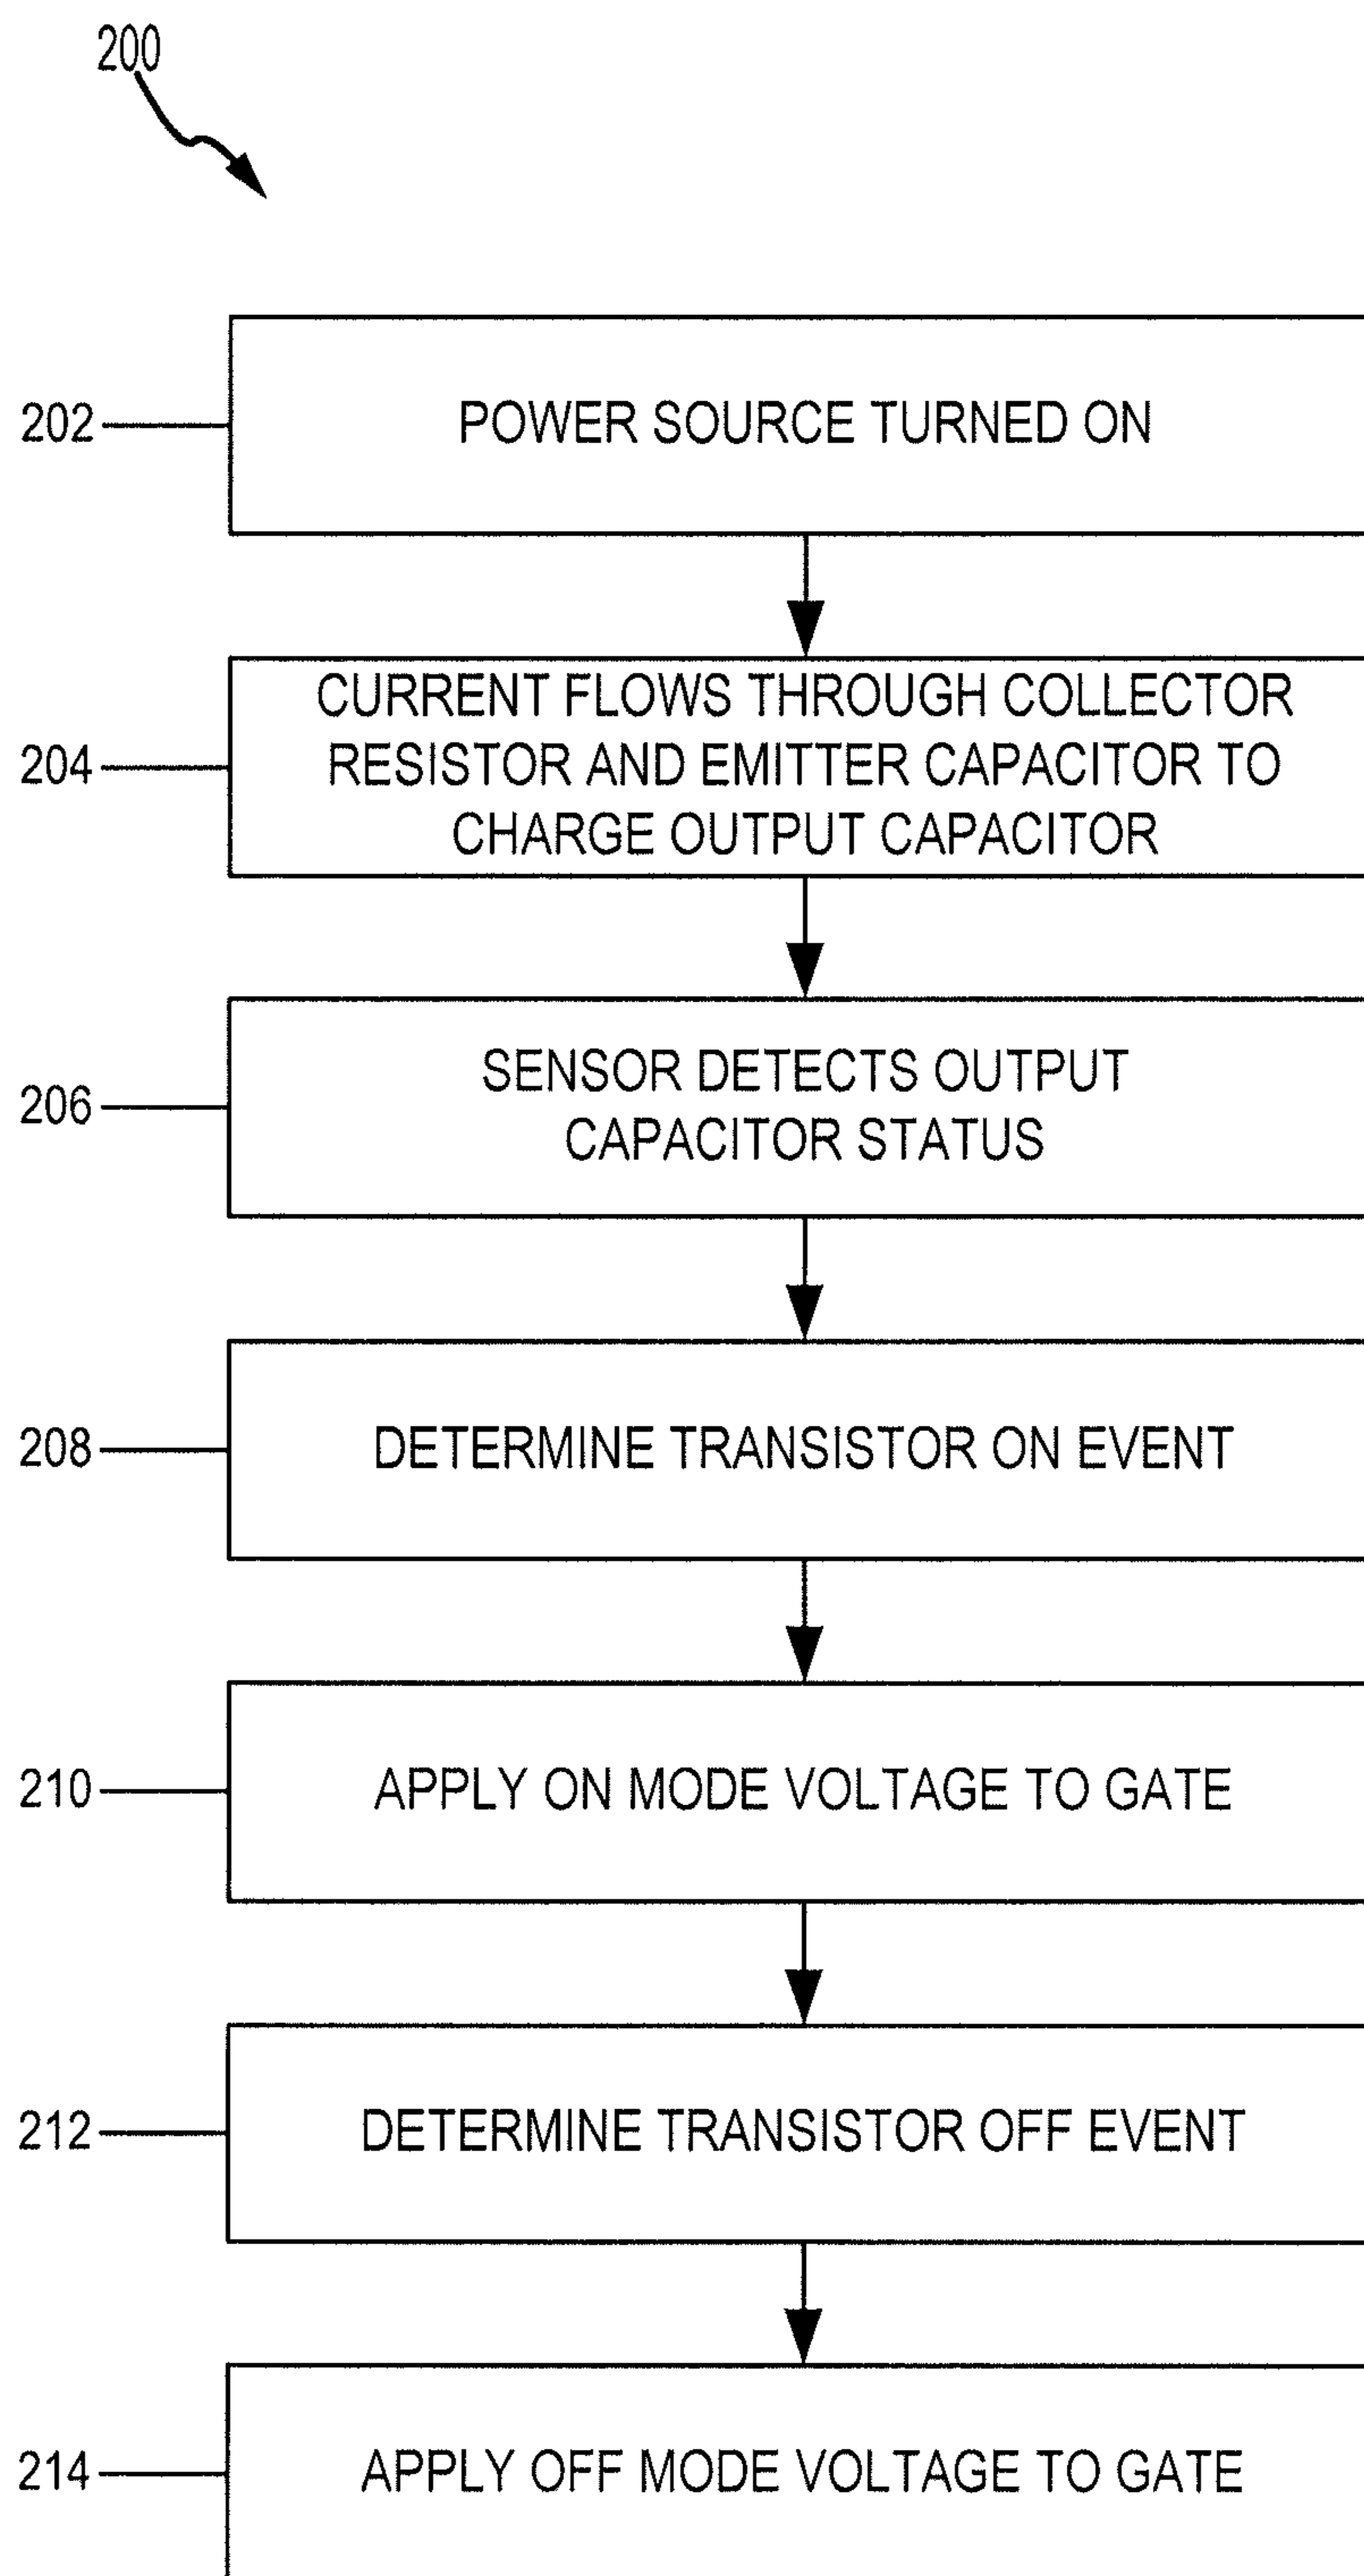 200
202
POWER SOURCE TURNED ON
204
CURRENT FLOWS THROUGH COLLECTOR
RESISTOR AND EMITTER CAPACITOR TO
CHARGE OUTPUT CAPACITOR
206
SENSOR DETECTS OUTPUT
CAPACITOR STATUS
208
DETERMINE TRANSISTOR ON EVENT
210
APPLY ON MODE VOLTAGE TO GATE
212
DETERMINE TRANSISTOR OFF EVENT
214
APPLY OFF MODE VOLTAGE TO GATE